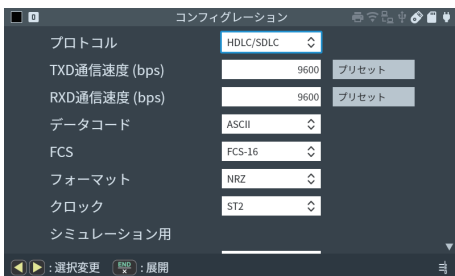 0 コンフィグレーション
プロトコル HDLC/SDLC
TXD通信速度 (bps) 9600 プリセット
RXD通信速度 (bps) 9600 プリセット
データコード ASCII
FCS FCS-16
フォーマット NRZ
クロック ST2
シミュレーション用
:選択変更 END × :展開